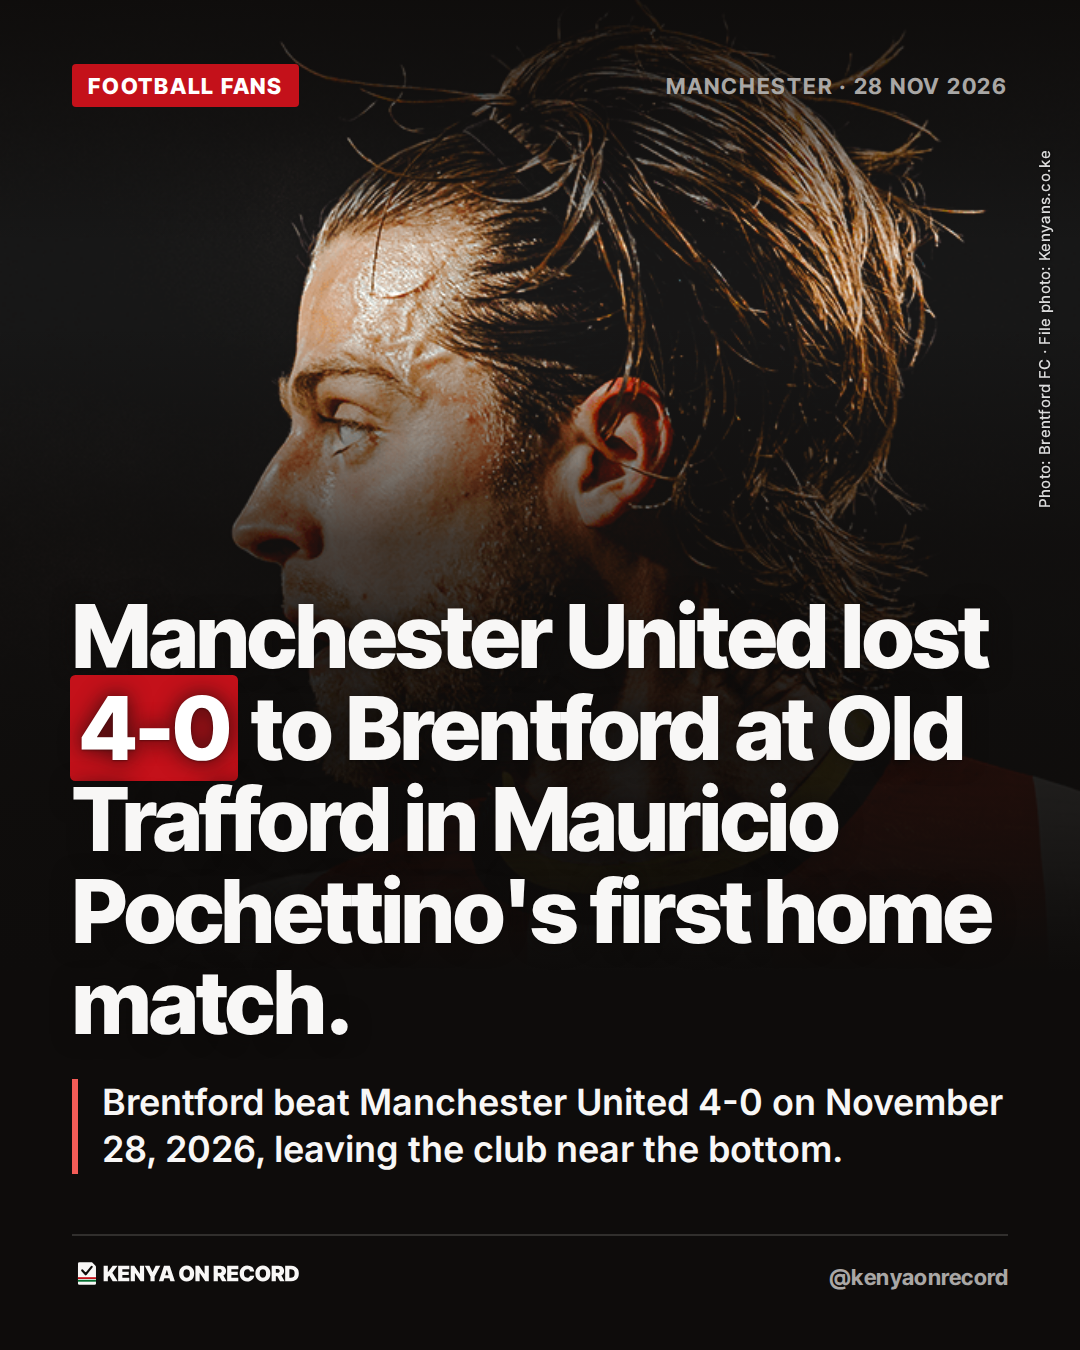 FOOTBALL FANS
MANCHESTER · 28 NOV 2026
Photo: Brentford FC · File photo: Kenyans.co.ke
Manchester United lost
4-0 to Brentford at Old
Trafford in Mauricio
Pochettino's first home
match.
Brentford beat Manchester United 4-0 on November
28, 2026, leaving the club near the bottom.
KENYA ON RECORD
@kenyaonrecord